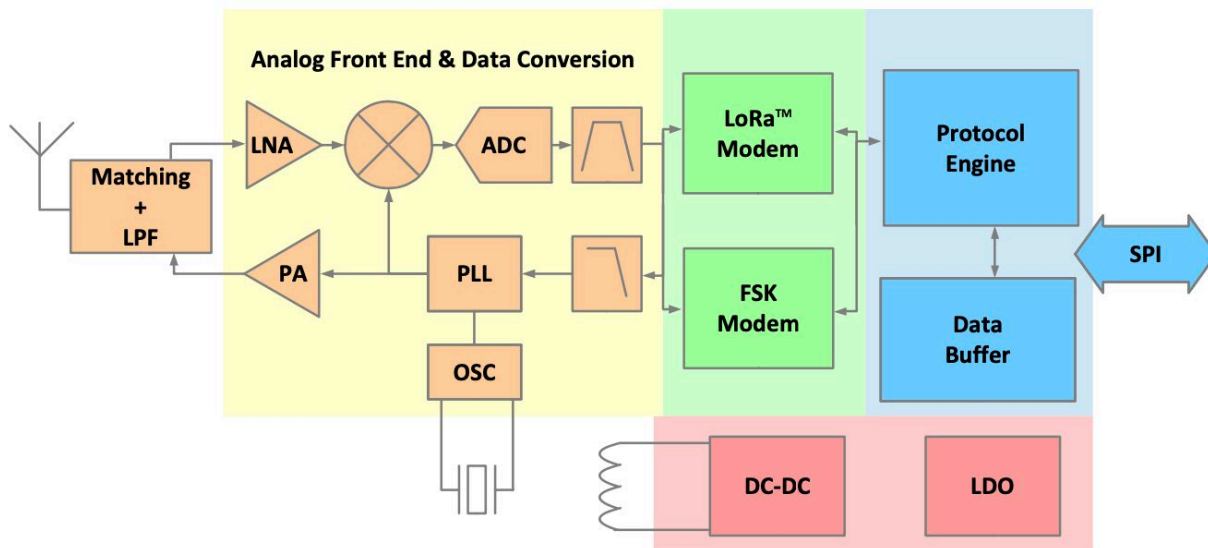 Analog Front End & Data Conversion
LNA
ADC
Matching
+
LPF
PA
PLL
OSC
LoRa™
Modem
FSK
Modem
Protocol
Engine
Data
Buffer
SPI
DC-DC
LDO